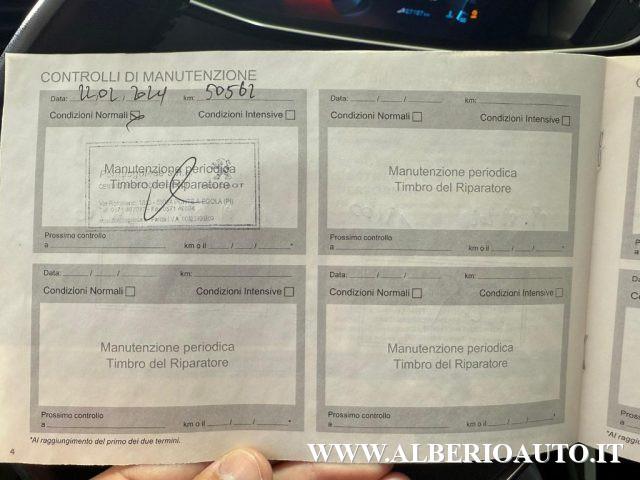 CONTROLLI DI MANUTENZIONE
Data: 22.02.2024 km: 50562
Condizioni Normali Condizioni Intensive
Manutenzione periodica
Timbro del Riparatore
Prossimo controllo
a km o il / / *
Data: / / km:
Condizioni Normali Condizioni Intensive
Manutenzione periodica
Timbro del Riparatore
Prossimo controllo
a km o il / / *
Data: / / km:
Condizioni Normali Condizioni Intensive
Manutenzione periodica
Timbro del Riparatore
Prossimo controllo
a km o il / / *
Data: / / km:
Condizioni Normali Condizioni Intensive
Manutenzione periodica
Timbro del Riparatore
Prossimo controllo
a km o il / / *
*Al raggiungimento del primo dei due termini.
4
WWW.ALBERIOAUTO.IT